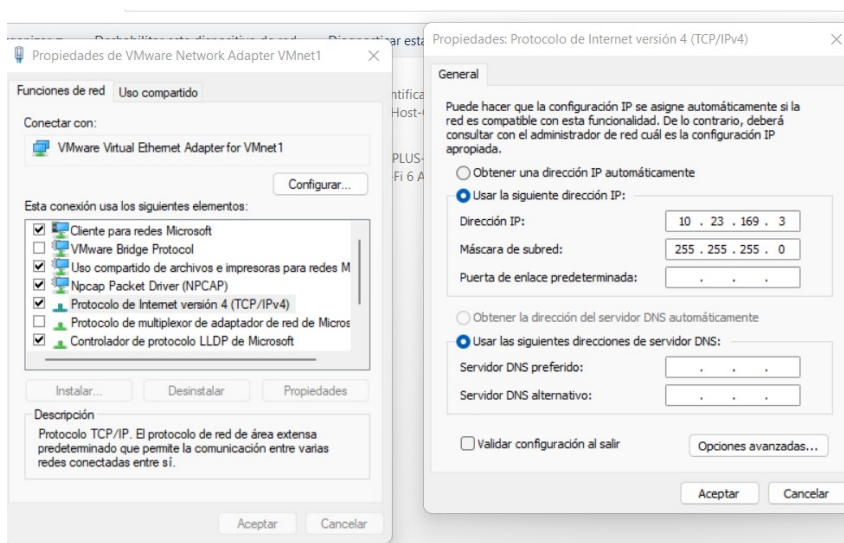 Propiedades de VMware Network Adapter VMnet1
Funciones de red
Uso compartido
Conectar con:
VMware Virtual Ethernet Adapter for VMnet1
Configurar...
Esta conexión usa los siguientes elementos:
Cliente para redes Microsoft
VMware Bridge Protocol
Uso compartido de archivos e impresoras para redes M
Npcap Packet Driver (NPCAP)
Protocolo de Internet versión 4 (TCP/IPv4)
Protocolo de multiplexor de adaptador de red de Micros
Controlador de protocolo LLDP de Microsoft
Instalar...
Desinstalar
Propiedades
Descripción
Protocolo TCP/IP. El protocolo de red de área extensa
predeterminado que permite la comunicación entre varias
redes conectadas entre sí.
Aceptar
Cancelar
Propiedades: Protocolo de Internet versión 4 (TCP/IPv4)
General
Puede hacer que la configuración IP se asigne automáticamente si la
red es compatible con esta funcionalidad. De lo contrario, deberá
consultar con el administrador de red cuál es la configuración IP
apropiada.
Obtener una dirección IP automáticamente
Usar la siguiente dirección IP:
Dirección IP: 10 . 23 . 169 . 3
Máscara de subred: 255 . 255 . 255 . 0
Puerta de enlace predeterminada: . . .
Obtener la dirección del servidor DNS automáticamente
Usar las siguientes direcciones de servidor DNS:
Servidor DNS preferido: . . .
Servidor DNS alternativo: . . .
Validar configuración al salir
Opciones avanzadas...
Aceptar
Cancelar